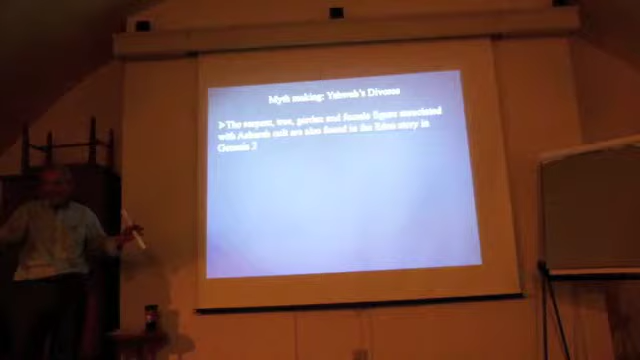 Myth making: Yahweh's Divorce
➢The serpent, tree, garden and female figure associated
with Asherah cult are also found in the Eden story in
Genesis 2